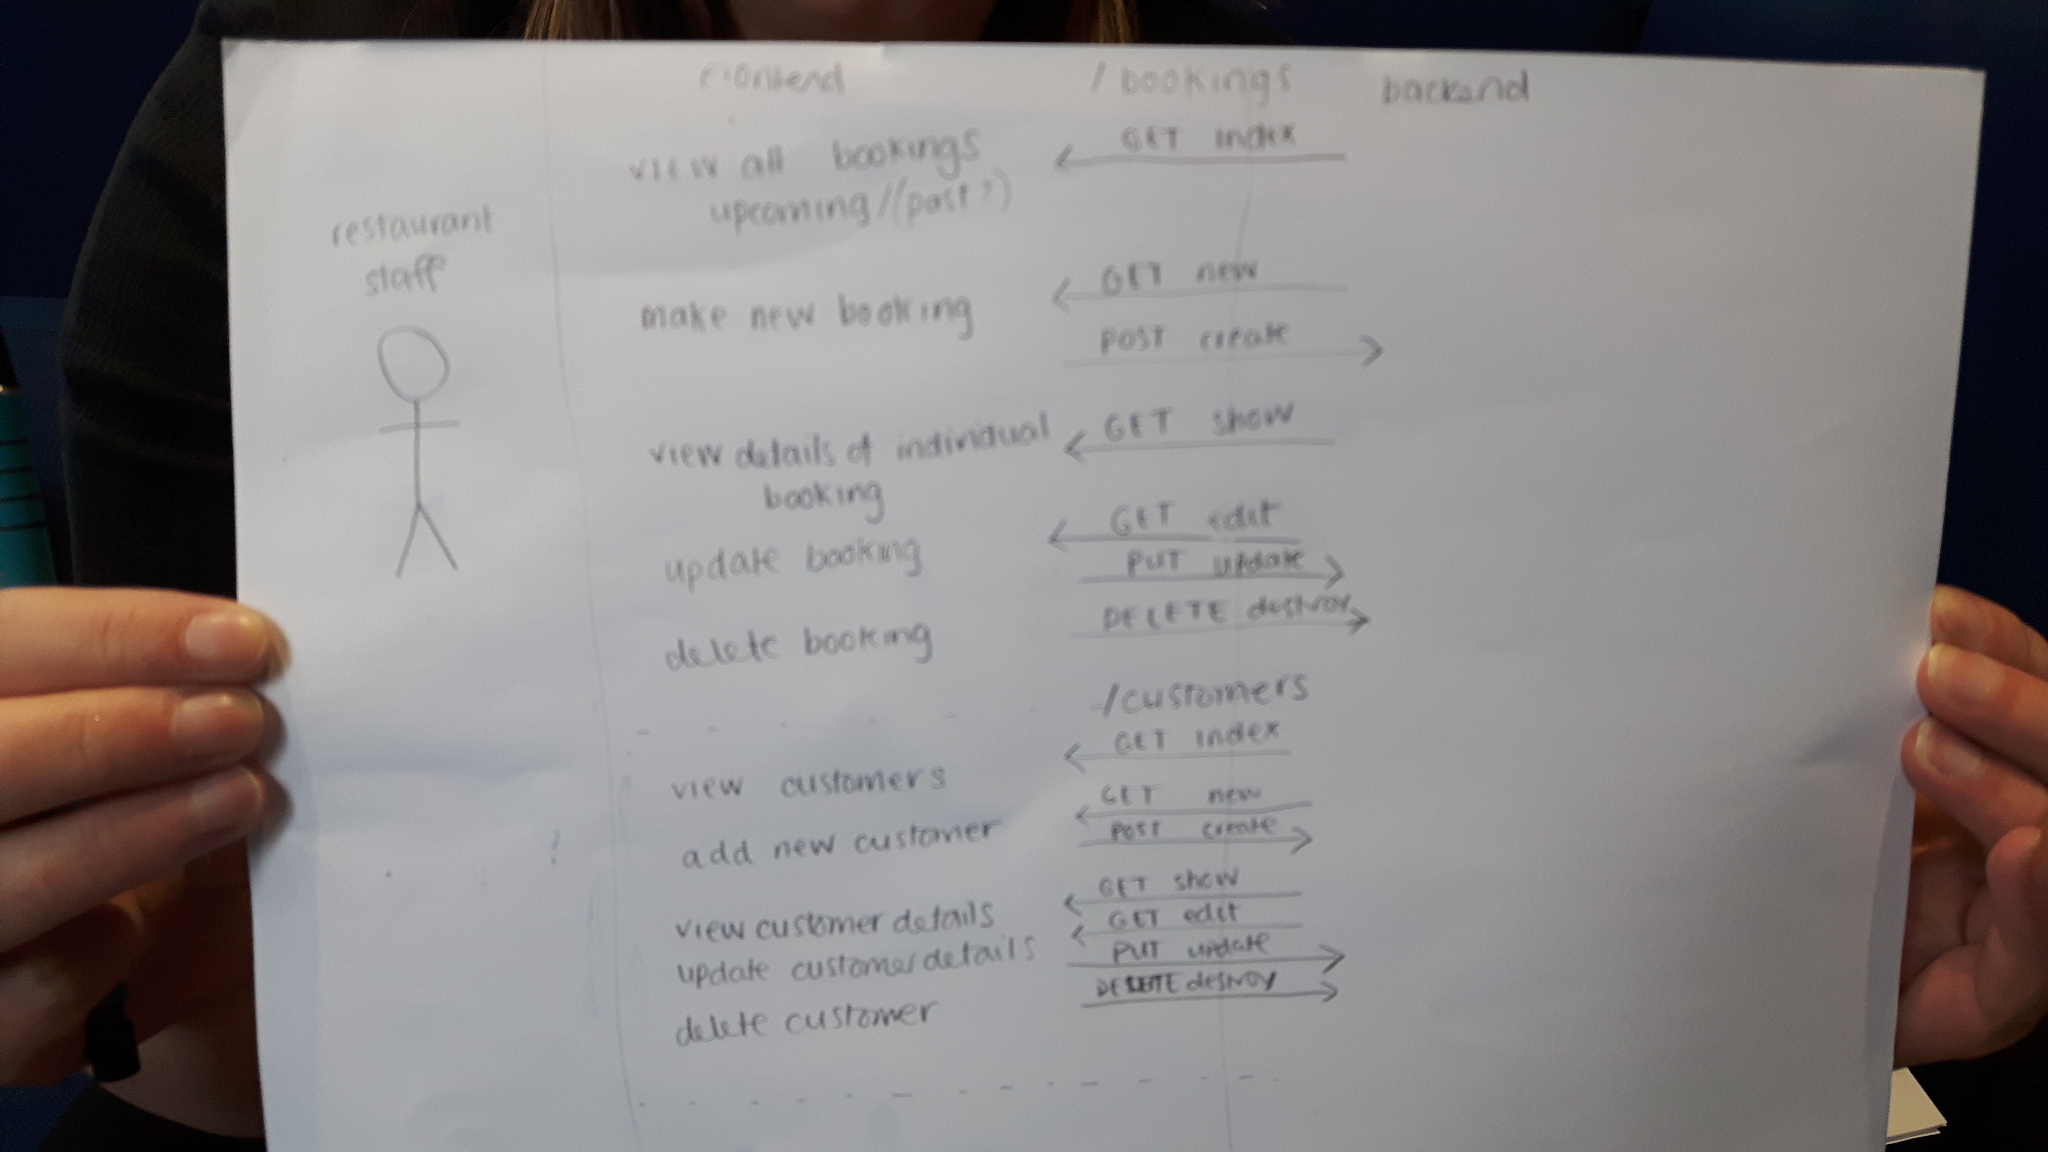 frontend /bookings backend
view all bookings GET index
upcoming/(past?)
restaurant
staff
make new booking GET new
POST create
view details of individual GET show
booking
update booking GET edit
PUT update
delete booking DELETE destroy
/customers
view customers GET index
add new customer GET new
POST create
view customer details GET show
update customer details GET edit
PUT update
delete customer DELETE destroy